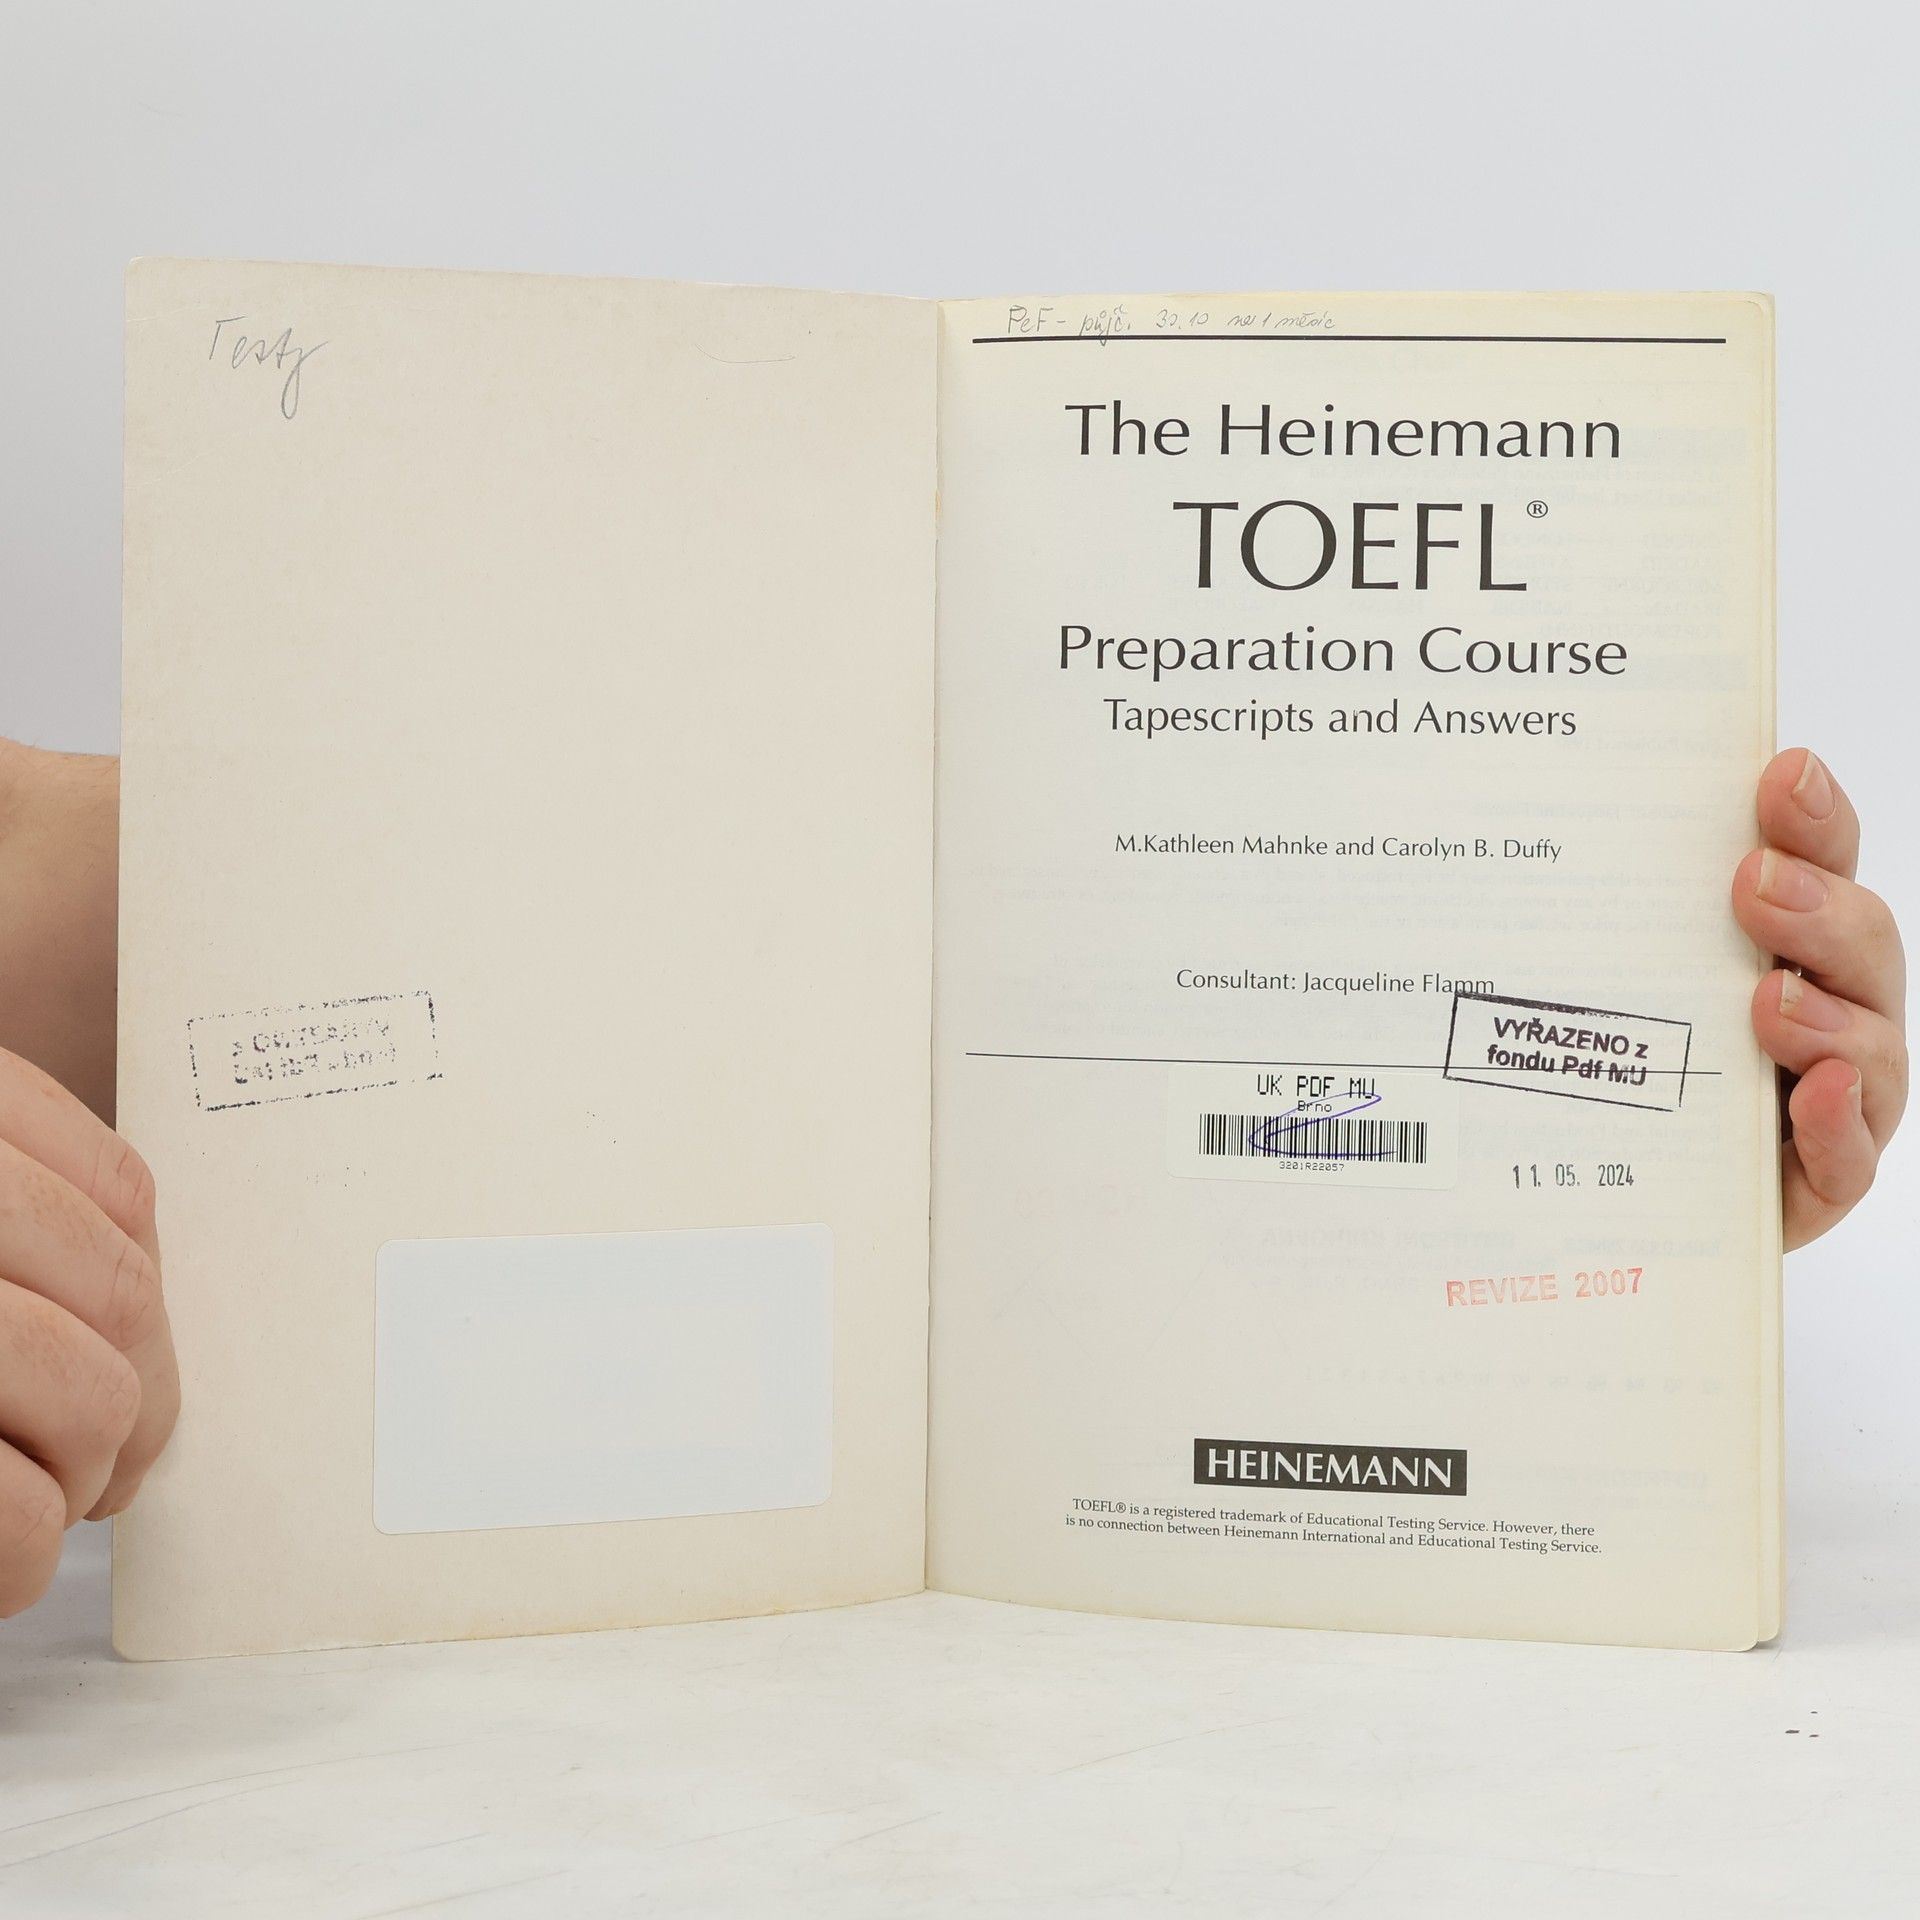 Testy
PeF - půjč. 30.10 na 1 měsíc
The Heinemann
TOEFL®
Preparation Course
Tapescripts and Answers
M.Kathleen Mahnke and Carolyn B. Duffy
Consultant: Jacqueline Flamm
VYŘAZENO z
fondu Pdf MU
UK PDF MU
Brno
3201R22057
11. 05. 2024
REVIZE 2007
HEINEMANN
TOEFL® is a registered trademark of Educational Testing Service. However, there
is no connection between Heinemann International and Educational Testing Service.